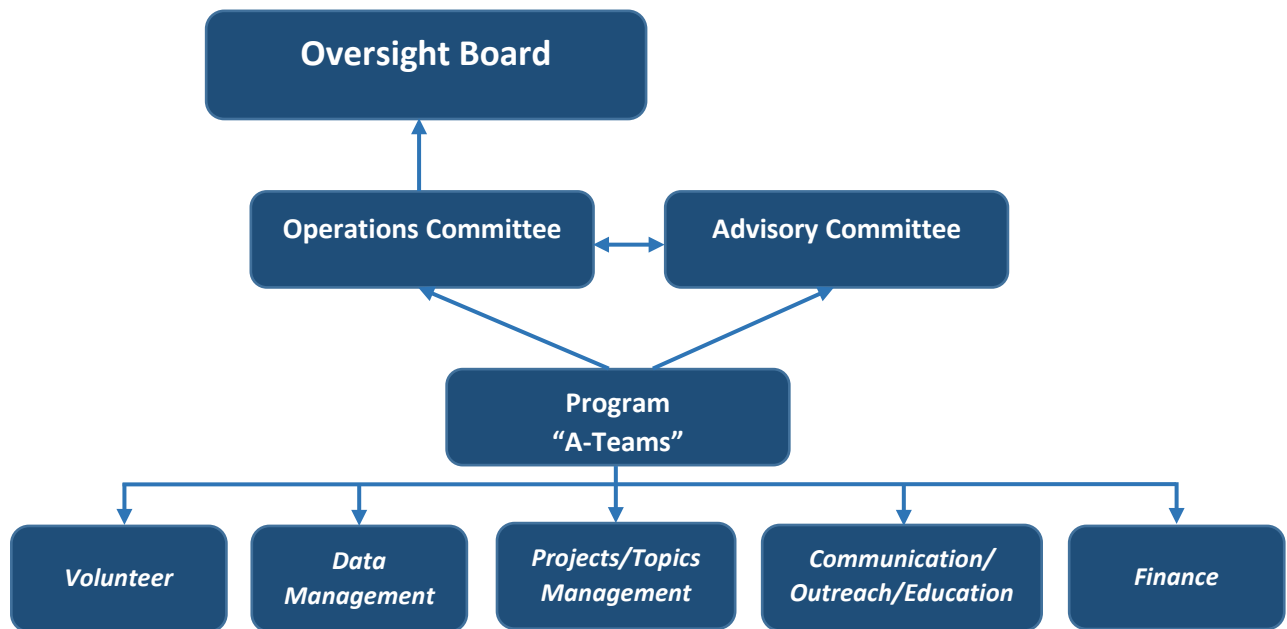 Oversight Board
Operations Committee
Advisory Committee
Program
“A-Teams”
Volunteer
Data
Management
Projects/Topics
Management
Communication/
Outreach/Education
Finance